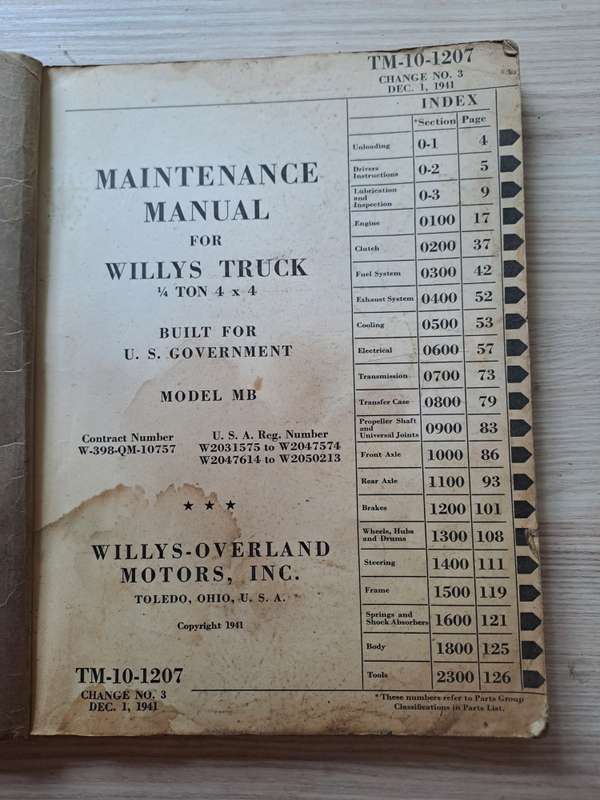 TM-10-1207
CHANGE NO. 3
DEC. 1, 1941
MAINTENANCE
MANUAL
FOR
WILLYS TRUCK
¼ TON 4 x 4
BUILT FOR
U. S. GOVERNMENT
MODEL MB
Contract Number
W-398-QM-10757
U. S. A. Reg. Number
W2031575 to W2047574
W2047614 to W2050213
★ ★ ★
WILLYS-OVERLAND
MOTORS, INC.
TOLEDO, OHIO, U. S. A.
Copyright 1941
TM-10-1207
CHANGE NO. 3
DEC. 1, 1941
INDEX
*Section Page
Unloading 0-1 4
Drivers
Instructions 0-2 5
Lubrication
and
Inspection 0-3 9
Engine 0100 17
Clutch 0200 37
Fuel System 0300 42
Exhaust System 0400 52
Cooling 0500 53
Electrical 0600 57
Transmission 0700 73
Transfer Case 0800 79
Propeller Shaft
and
Universal Joints 0900 83
Front Axle 1000 86
Rear Axle 1100 93
Brakes 1200 101
Wheels, Hubs
and Drums 1300 108
Steering 1400 111
Frame 1500 119
Springs and
Shock Absorbers 1600 121
Body 1800 125
Tools 2300 126
*These numbers refer to Parts Group
Classifications in Parts List.